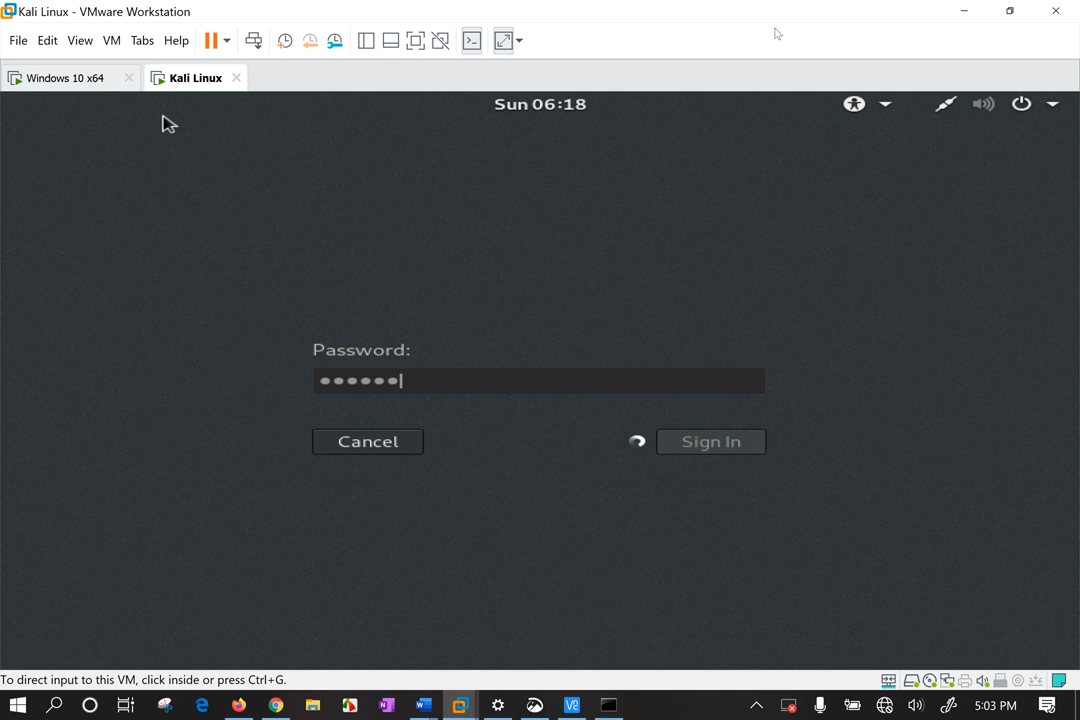 Kali Linux - VMware Workstation
File Edit View VM Tabs Help
Windows 10 x64 Kali Linux
Sun 06:18
Password:
Cancel Sign In
To direct input to this VM, click inside or press Ctrl+G.
5:03 PM